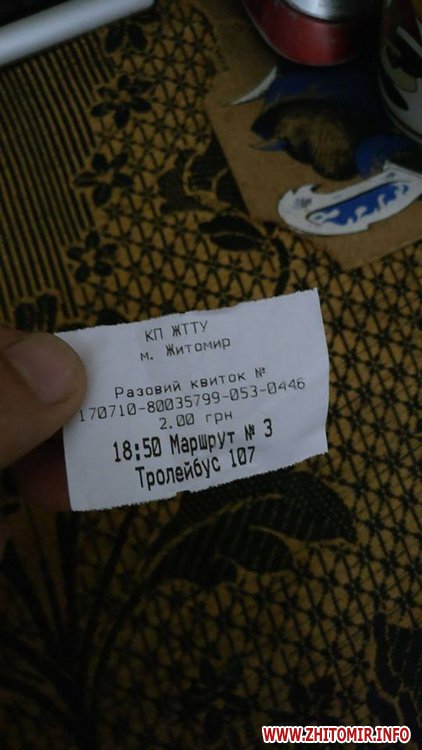 КП ЖТТУ
м. Житомир
Разовий квиток №
170710-80035799-053-0446
2.00 грн
18:50 Маршрут № 3
Тролейбус 107
WWW.ZHITOMIR.INFO